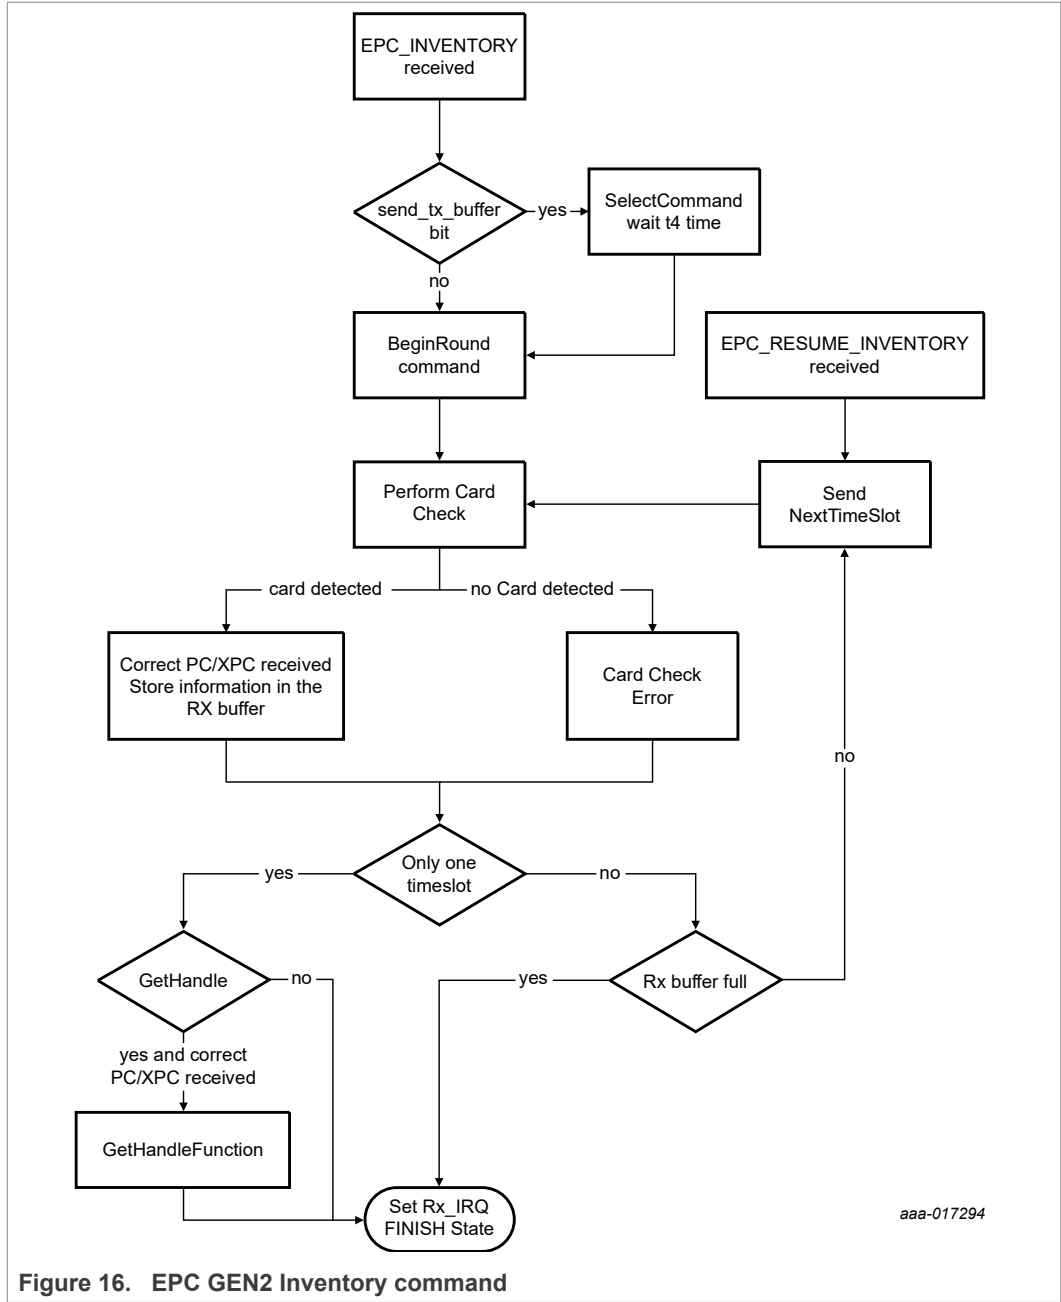 EPC_INVENTORY
received
send_tx_buffer
bit
yes
SelectCommand
wait t4 time
no
BeginRound
command
EPC_RESUME_INVENTORY
received
Perform Card
Check
Send
NextTimeSlot
card detected
no Card detected
Correct PC/XPC received
Store information in the
RX buffer
Card Check
Error
no
Only one
timeslot
yes
no
GetHandle
no
yes
Rx buffer full
yes and correct
PC/XPC received
GetHandleFunction
Set Rx_IRQ
FINISH State
aaa-017294
Figure 16. EPC GEN2 Inventory command